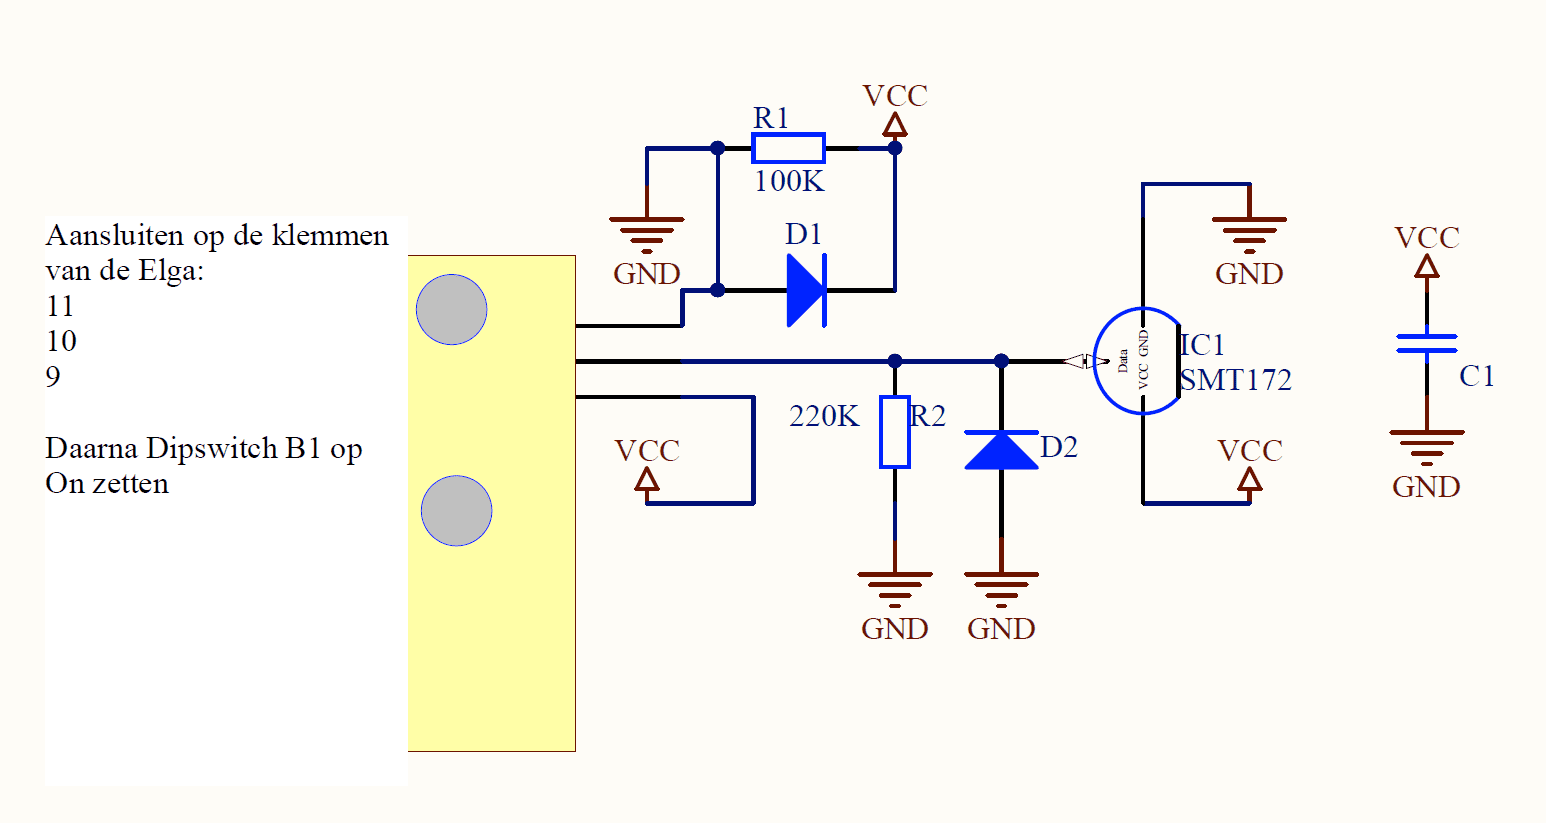 VCC
R1
100K
D1
GND
Aansluiten op de klemmen
van de Elga:
11
10
9
Daarna Dipswitch B1 op
On zetten
VCC
220K
R2
D2
GND
GND
GND
Data
VCC GND
IC1
SMT172
VCC
VCC
C1
GND